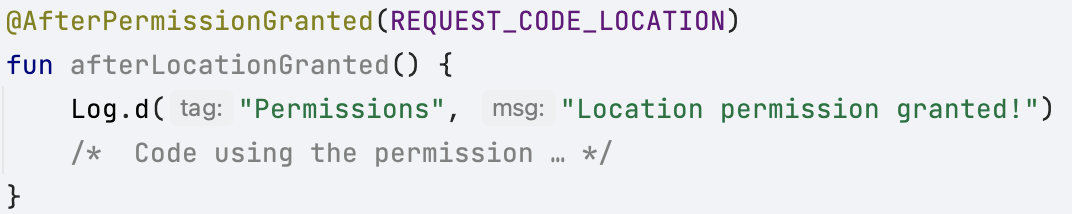 @AfterPermissionGranted(REQUEST_CODE_LOCATION)
fun afterLocationGranted() {
    Log.d( tag: "Permissions",  msg: "Location permission granted!")
    /*  Code using the permission … */
}